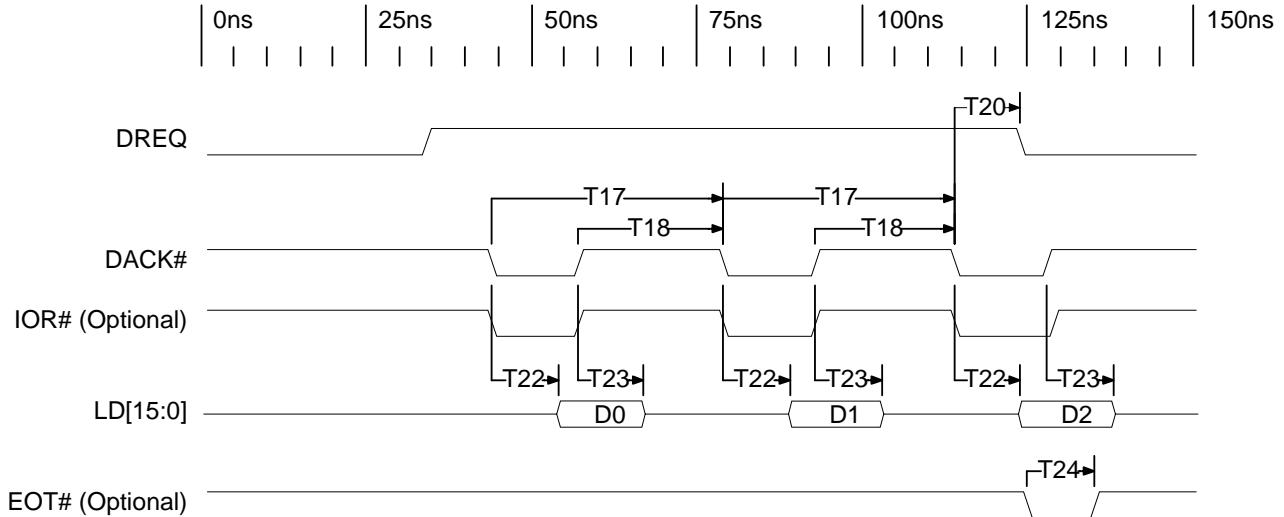 0ns 25ns 50ns 75ns 100ns 125ns 150ns
T20
DREQ
T17 T17
T18 T18
DACK#
IOR# (Optional)
T22 T23 T22 T23 T22 T23
LD[15:0] D0 D1 D2
T24
EOT# (Optional)